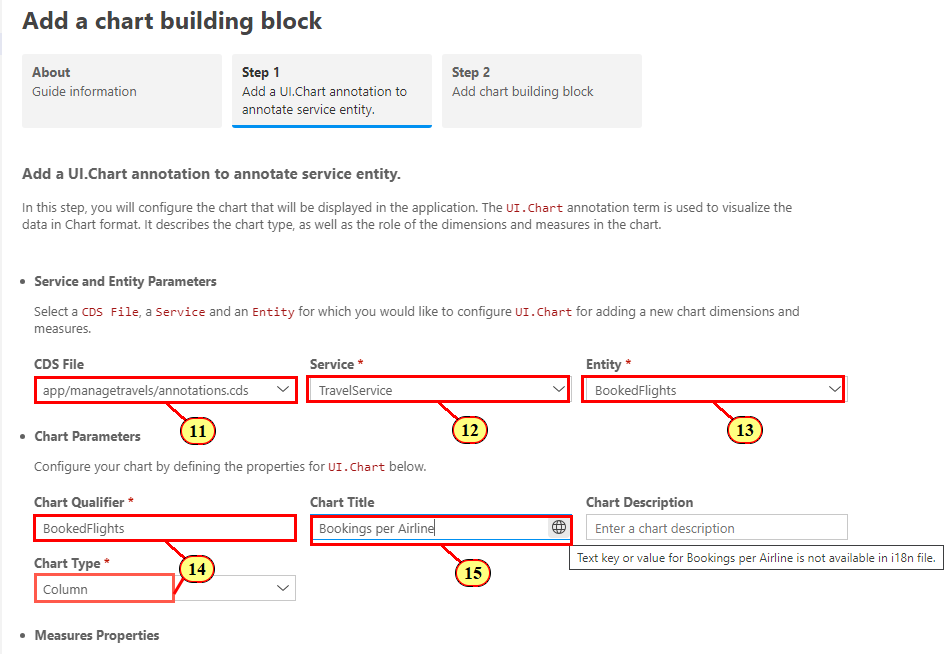 Add a chart building block
About
Guide information
Step 1
Add a UI.Chart annotation to
annotate service entity.
Step 2
Add chart building block
Add a UI.Chart annotation to annotate service entity.
In this step, you will configure the chart that will be displayed in the application. The UI.Chart annotation term is used to visualize the
data in Chart format. It describes the chart type, as well as the role of the dimensions and measures in the chart.
• Service and Entity Parameters
Select a CDS File, a Service and an Entity for which you would like to configure UI.Chart for adding a new chart dimensions and
measures.
CDS File Service * Entity *
app/managetravels/annotations.cds TravelService BookedFlights
11 12 13
• Chart Parameters
Configure your chart by defining the properties for UI.Chart below.
Chart Qualifier * Chart Title Chart Description
BookedFlights Bookings per Airline Enter a chart description
Text key or value for Bookings per Airline is not available in i18n file.
Chart Type * 14 15
Column
• Measures Properties